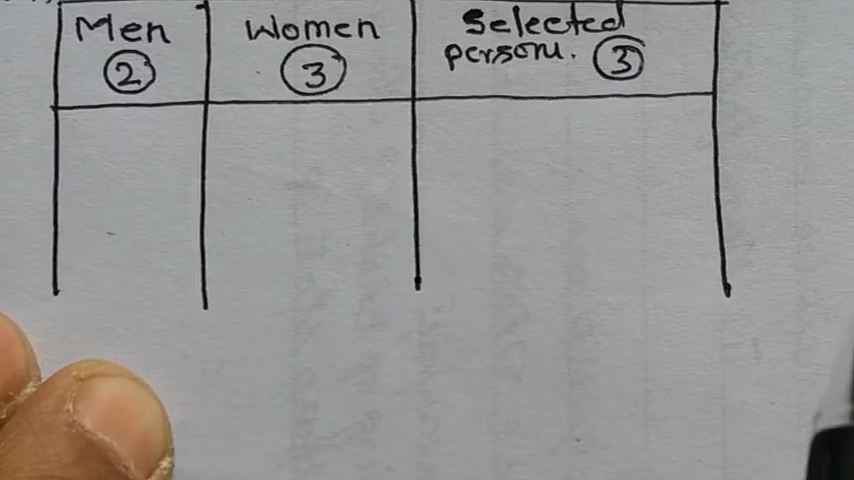 Men
②
Women
③
Selected
persons. ③